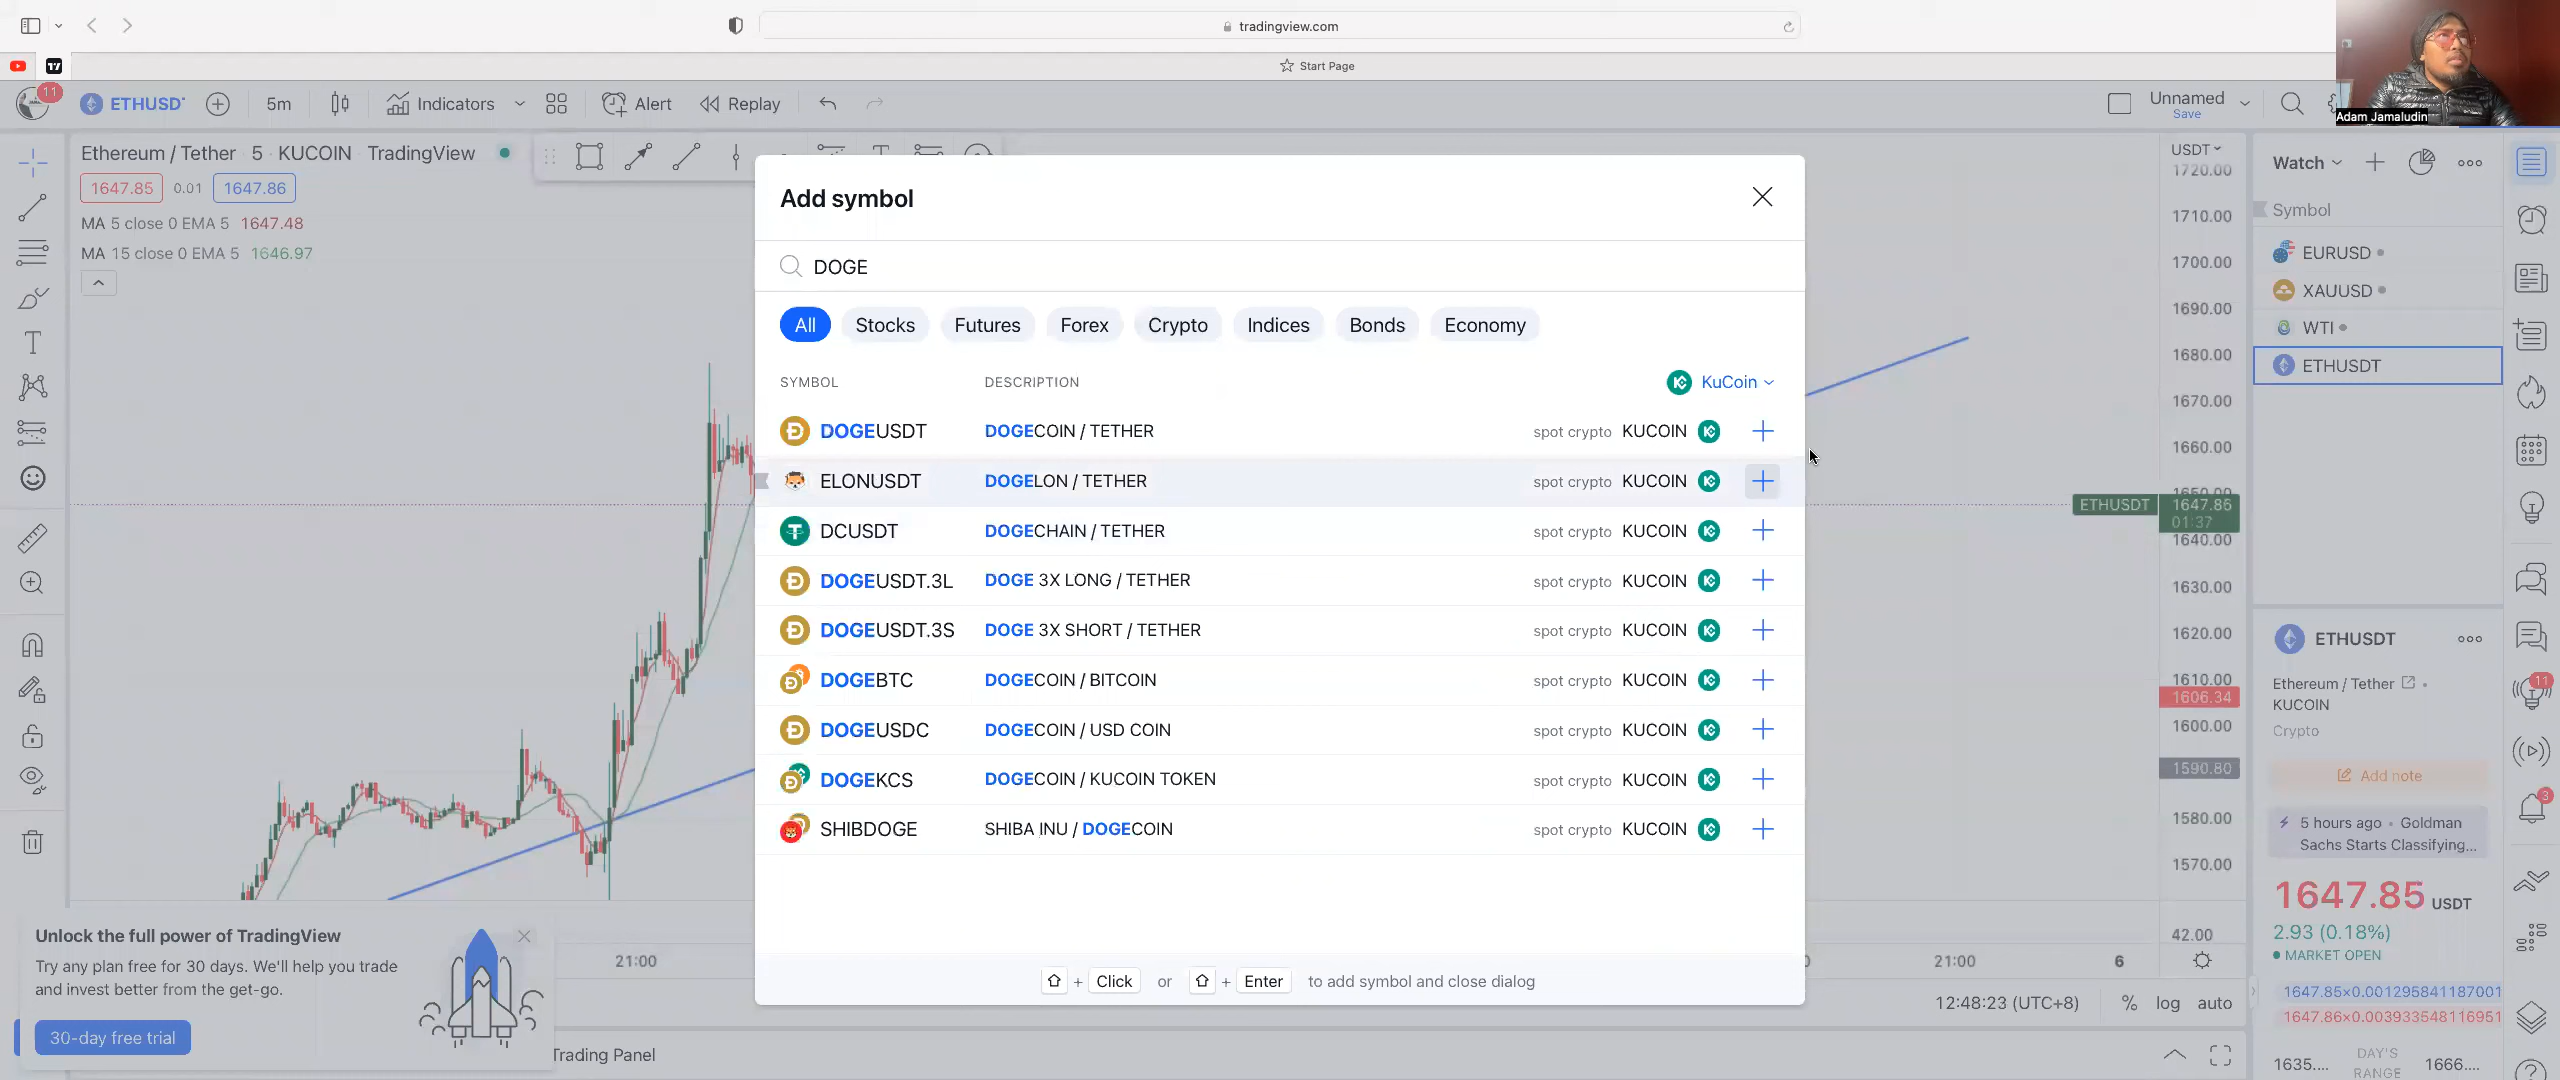 tradingview.com
Start Page
Adam Jamaludin
11
ETHUSD
5m
Indicators
Alert
Replay
Unnamed
Save
Ethereum / Tether · 5 · KUCOIN · TradingView
1647.85
0.01
1647.86
MA 5 close 0 EMA 5 1647.48
MA 15 close 0 EMA 5 1646.97
Add symbol
DOGE
All
Stocks
Futures
Forex
Crypto
Indices
Bonds
Economy
SYMBOL
DESCRIPTION
KuCoin
DOGEUSDT DOGECOIN / TETHER spot crypto KUCOIN
ELONUSDT DOGELON / TETHER spot crypto KUCOIN
DCUSDT DOGECHAIN / TETHER spot crypto KUCOIN
DOGEUSDT.3L DOGE 3X LONG / TETHER spot crypto KUCOIN
DOGEUSDT.3S DOGE 3X SHORT / TETHER spot crypto KUCOIN
DOGEBTC DOGECOIN / BITCOIN spot crypto KUCOIN
DOGEUSDC DOGECOIN / USD COIN spot crypto KUCOIN
DOGEKCS DOGECOIN / KUCOIN TOKEN spot crypto KUCOIN
SHIBDOGE SHIBA INU / DOGECOIN spot crypto KUCOIN
+ Click or + Enter to add symbol and close dialog
USDT
1720.00
1710.00
1700.00
1690.00
1680.00
1670.00
1660.00
1650.00
ETHUSDT 1647.86
01:37
1640.00
1630.00
1620.00
1610.00
1606.34
1600.00
1590.80
1580.00
1570.00
42.00
Watch
Symbol
EURUSD
XAUUSD
WTI
ETHUSDT
ETHUSDT
Ethereum / Tether
KUCOIN
Crypto
Add note
5 hours ago · Goldman
Sachs Starts Classifying...
1647.85 USDT
2.93 (0.18%)
MARKET OPEN
1647.85×0.001295841187001
1647.86×0.003933548116951
1635.... DAY'S RANGE 1666....
11
3
Unlock the full power of TradingView
Try any plan free for 30 days. We'll help you trade
and invest better from the get-go.
30-day free trial
21:00
21:00
6
12:48:23 (UTC+8)
%
log
auto
Trading Panel